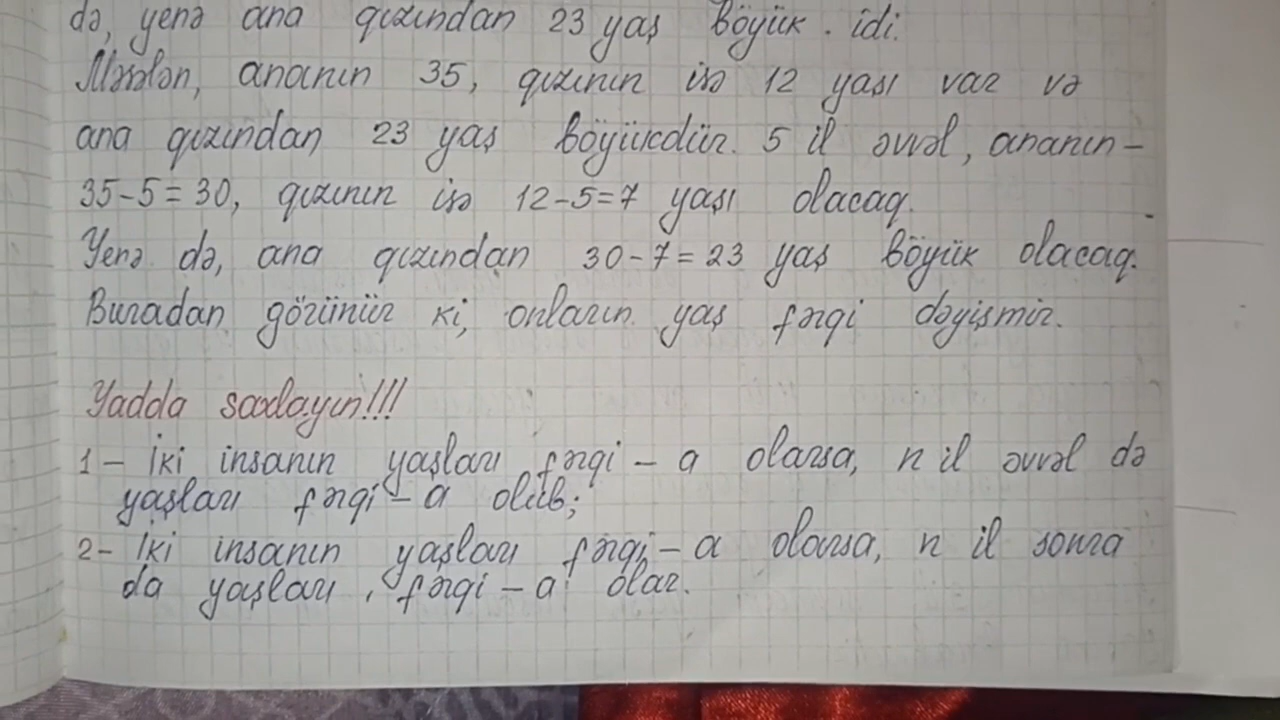 də, yenə ana qızından 23 yaş böyük. idi.
Məsələn, ananın 35, qızının isə 12 yaşı var və
ana qızından 23 yaş böyükdür. 5 il əvvəl, ananın –
35-5=30, qızının isə 12-5=7 yaşı olacaq.
Yenə də, ana qızından 30-7=23 yaş böyük olacaq.
Buradan görünür ki, onların yaş fərqi dəyişmir.
Yadda saxlayın!!!
1 – İki insanın yaşları fərqi – a olarsa, n il əvvəl də
yaşları fərqi – a olub;
2- İki insanın yaşları fərqi – a olarsa, n il sonra
da yaşları fərqi – a olar.